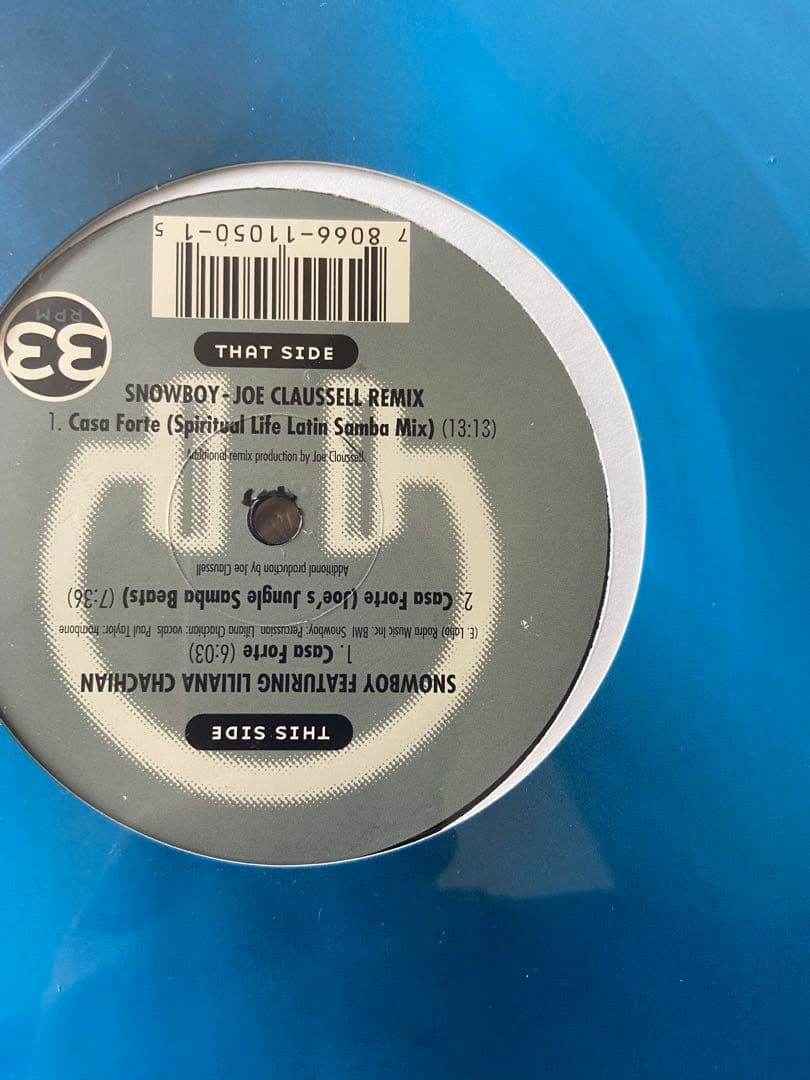 7 8066-11050-1 5
33
RPM
THAT SIDE
SNOWBOY - JOE CLAUSSELL REMIX
1. Casa Forte (Spiritual Life Latin Samba Mix) (13:13)
Additional remix production by Joe Claussell
THIS SIDE
SNOWBOY FEATURING LILIANA CHACHIAN
1. Casa Forte (6:03)
(E. Lobo) Rodra Music Inc. BMI Snowboy: Percussion Liliana Chachian: vocals Paul Taylor: trombone
2. Casa Forte (Joe's Jungle Samba Beats) (7:36)
Additional production by Joe Claussell